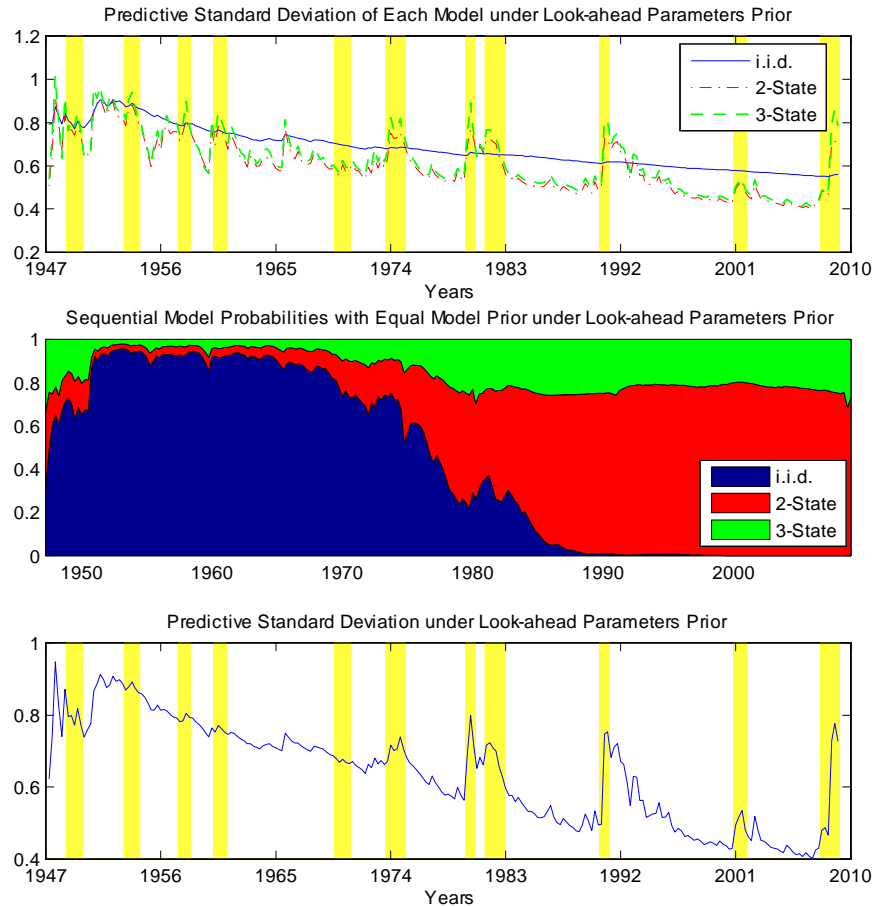 Predictive Standard Deviation of Each Model under Look-ahead Parameters Prior
1.2
1
0.8
0.6
0.4
0.2
i.i.d.
2-State
3-State
1947 1956 1965 1974 1983 1992 2001 2010
Years
Sequential Model Probabilities with Equal Model Prior under Look-ahead Parameters Prior
1
0.8
0.6
0.4
0.2
0
i.i.d.
2-State
3-State
1950 1960 1970 1980 1990 2000
Predictive Standard Deviation under Look-ahead Parameters Prior
1
0.8
0.6
0.4
1947 1956 1965 1974 1983 1992 2001 2010
Years